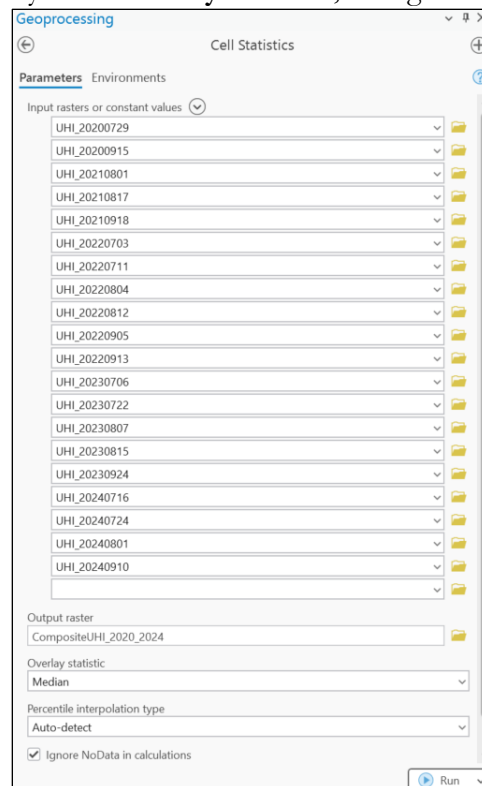 Geoprocessing
Cell Statistics
Parameters Environments
Input rasters or constant values
UHI_20200729
UHI_20200915
UHI_20210801
UHI_20210817
UHI_20210918
UHI_20220703
UHI_20220711
UHI_20220804
UHI_20220812
UHI_20220905
UHI_20220913
UHI_20230706
UHI_20230722
UHI_20230807
UHI_20230815
UHI_20230924
UHI_20240716
UHI_20240724
UHI_20240801
UHI_20240910
Output raster
CompositeUHI_2020_2024
Overlay statistic
Median
Percentile interpolation type
Auto-detect
Ignore NoData in calculations
Run